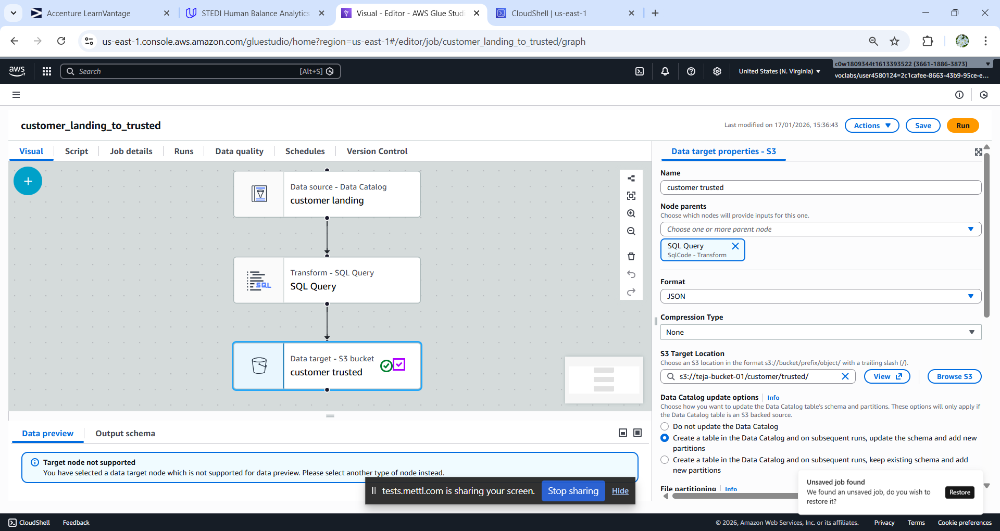 Accenture LearnVantage
STEDI Human Balance Analytics
Visual - Editor - AWS Glue Studi
CloudShell | us-east-1
us-east-1.console.aws.amazon.com/gluestudio/home?region=us-east-1#/editor/job/customer_landing_to_trusted/graph
aws
Search
[Alt+S]
United States (N. Virginia)
c0w1809344t1613393522 (3661-1886-3873)
voclabs/user4580124=2c1cafee-8663-43b9-95ce-e...
customer_landing_to_trusted
Last modified on 17/01/2026, 15:36:43
Actions
Save
Run
Visual
Script
Job details
Runs
Data quality
Schedules
Version Control
Data source - Data Catalog
customer landing
Transform - SQL Query
SQL Query
SQL
Data target - S3 bucket
customer trusted
Data preview
Output schema
Target node not supported
You have selected a data target node which is not supported for data preview. Please select another type of node instead.
Data target properties - S3
Name
customer trusted
Node parents
Choose which nodes will provide inputs for this one.
Choose one or more parent node
SQL Query
SqlCode - Transform
Format
JSON
Compression Type
None
S3 Target Location
Choose an S3 location in the format s3://bucket/prefix/object/ with a trailing slash (/).
s3://teja-bucket-01/customer/trusted/
View
Browse S3
Data Catalog update options
Info
Choose how you want to update the Data Catalog table's schema and partitions. These options will only apply if
the Data Catalog table is an S3 backed source.
Do not update the Data Catalog
Create a table in the Data Catalog and on subsequent runs, update the schema and add new
partitions
Create a table in the Data Catalog and on subsequent runs, keep existing schema and add
new partitions
File partitioning
Info
Unsaved job found
We found an unsaved job, do you wish to
restore it?
Restore
tests.mettl.com is sharing your screen.
Stop sharing
Hide
CloudShell
Feedback
© 2026, Amazon Web Services, Inc. or its affiliates.
Privacy
Terms
Cookie preferences